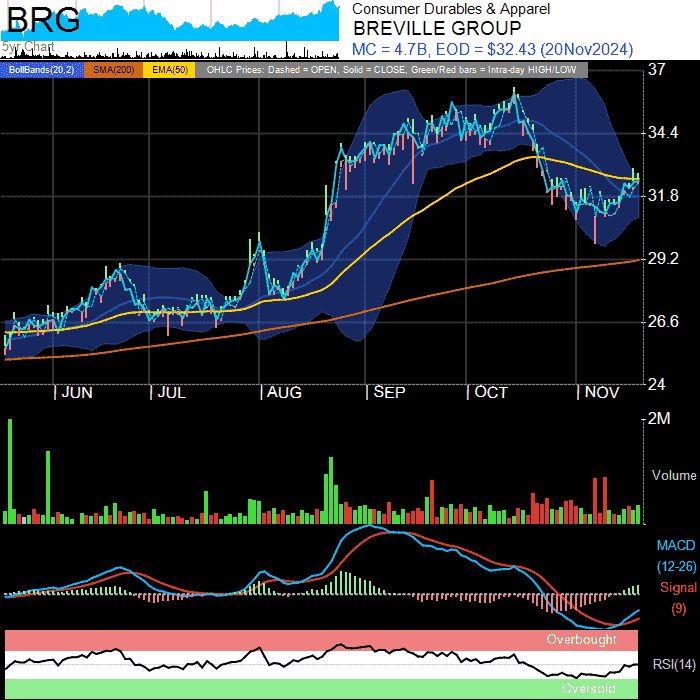 BRG
5yr Chart
Consumer Durables & Apparel
BREVILLE GROUP
MC = 4.7B, EOD = $32.43 (20Nov2024)
BollBands(20,2) SMA(200) EMA(50) OHLC Prices: Dashed = OPEN, Solid = CLOSE, Green/Red bars = Intra-day HIGH/LOW
37
34.4
31.8
29.2
26.6
24
JUN JUL AUG SEP OCT NOV
2M
Volume
MACD
(12-26)
Signal
(9)
Overbought
RSI(14)
Oversold